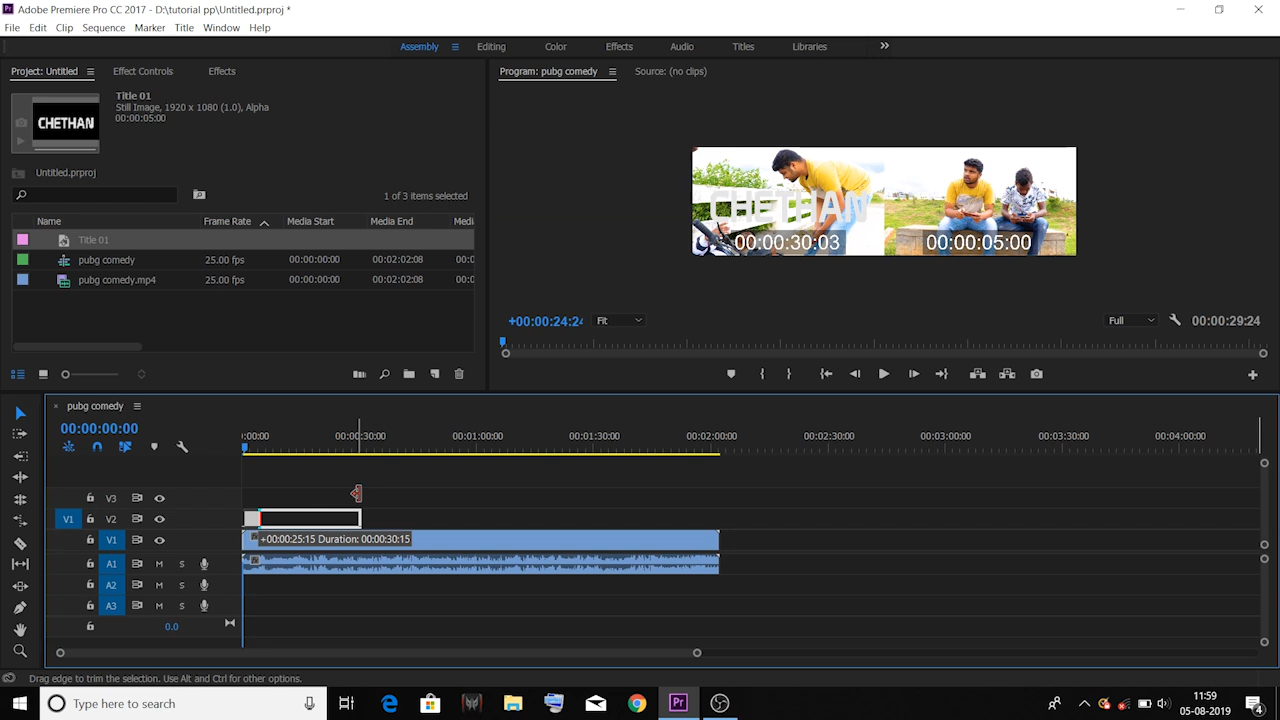 Adobe Premiere Pro CC 2017 - D:\tutorial pp\Untitled.prproj *
File Edit Clip Sequence Marker Title Window Help
Assembly Editing Color Effects Audio Titles Libraries
Project: Untitled Effect Controls Effects
Program: pubg comedy Source: (no clips)
Title 01
Still Image, 1920 x 1080 (1.0), Alpha
00:00:05:00
CHETHAN
Untitled.prproj
1 of 3 items selected
Name Frame Rate Media Start Media End Medi
Title 01
pubg comedy 25.00 fps 00:00:00:00 00:02:02:08 00:0
pubg comedy.mp4 25.00 fps 00:00:00:00 00:02:02:08 00:0
CHETHAN
00:00:30:03 00:00:05:00
+00:00:24:24 Fit Full 00:00:29:24
pubg comedy
00:00:00:00
:00:00 00:00:30:00 00:01:00:00 00:01:30:00 00:02:00:00 00:02:30:00 00:03:00:00 00:03:30:00 00:04:00:00
V3
V1 V2
V1
+00:00:25:15 Duration: 00:00:30:15
fx
A1 M S
fx
A2 M S
A3 M S
0.0
Drag edge to trim the selection. Use Alt and Ctrl for other options.
Type here to search
Pr
11:59
05-08-2019
4